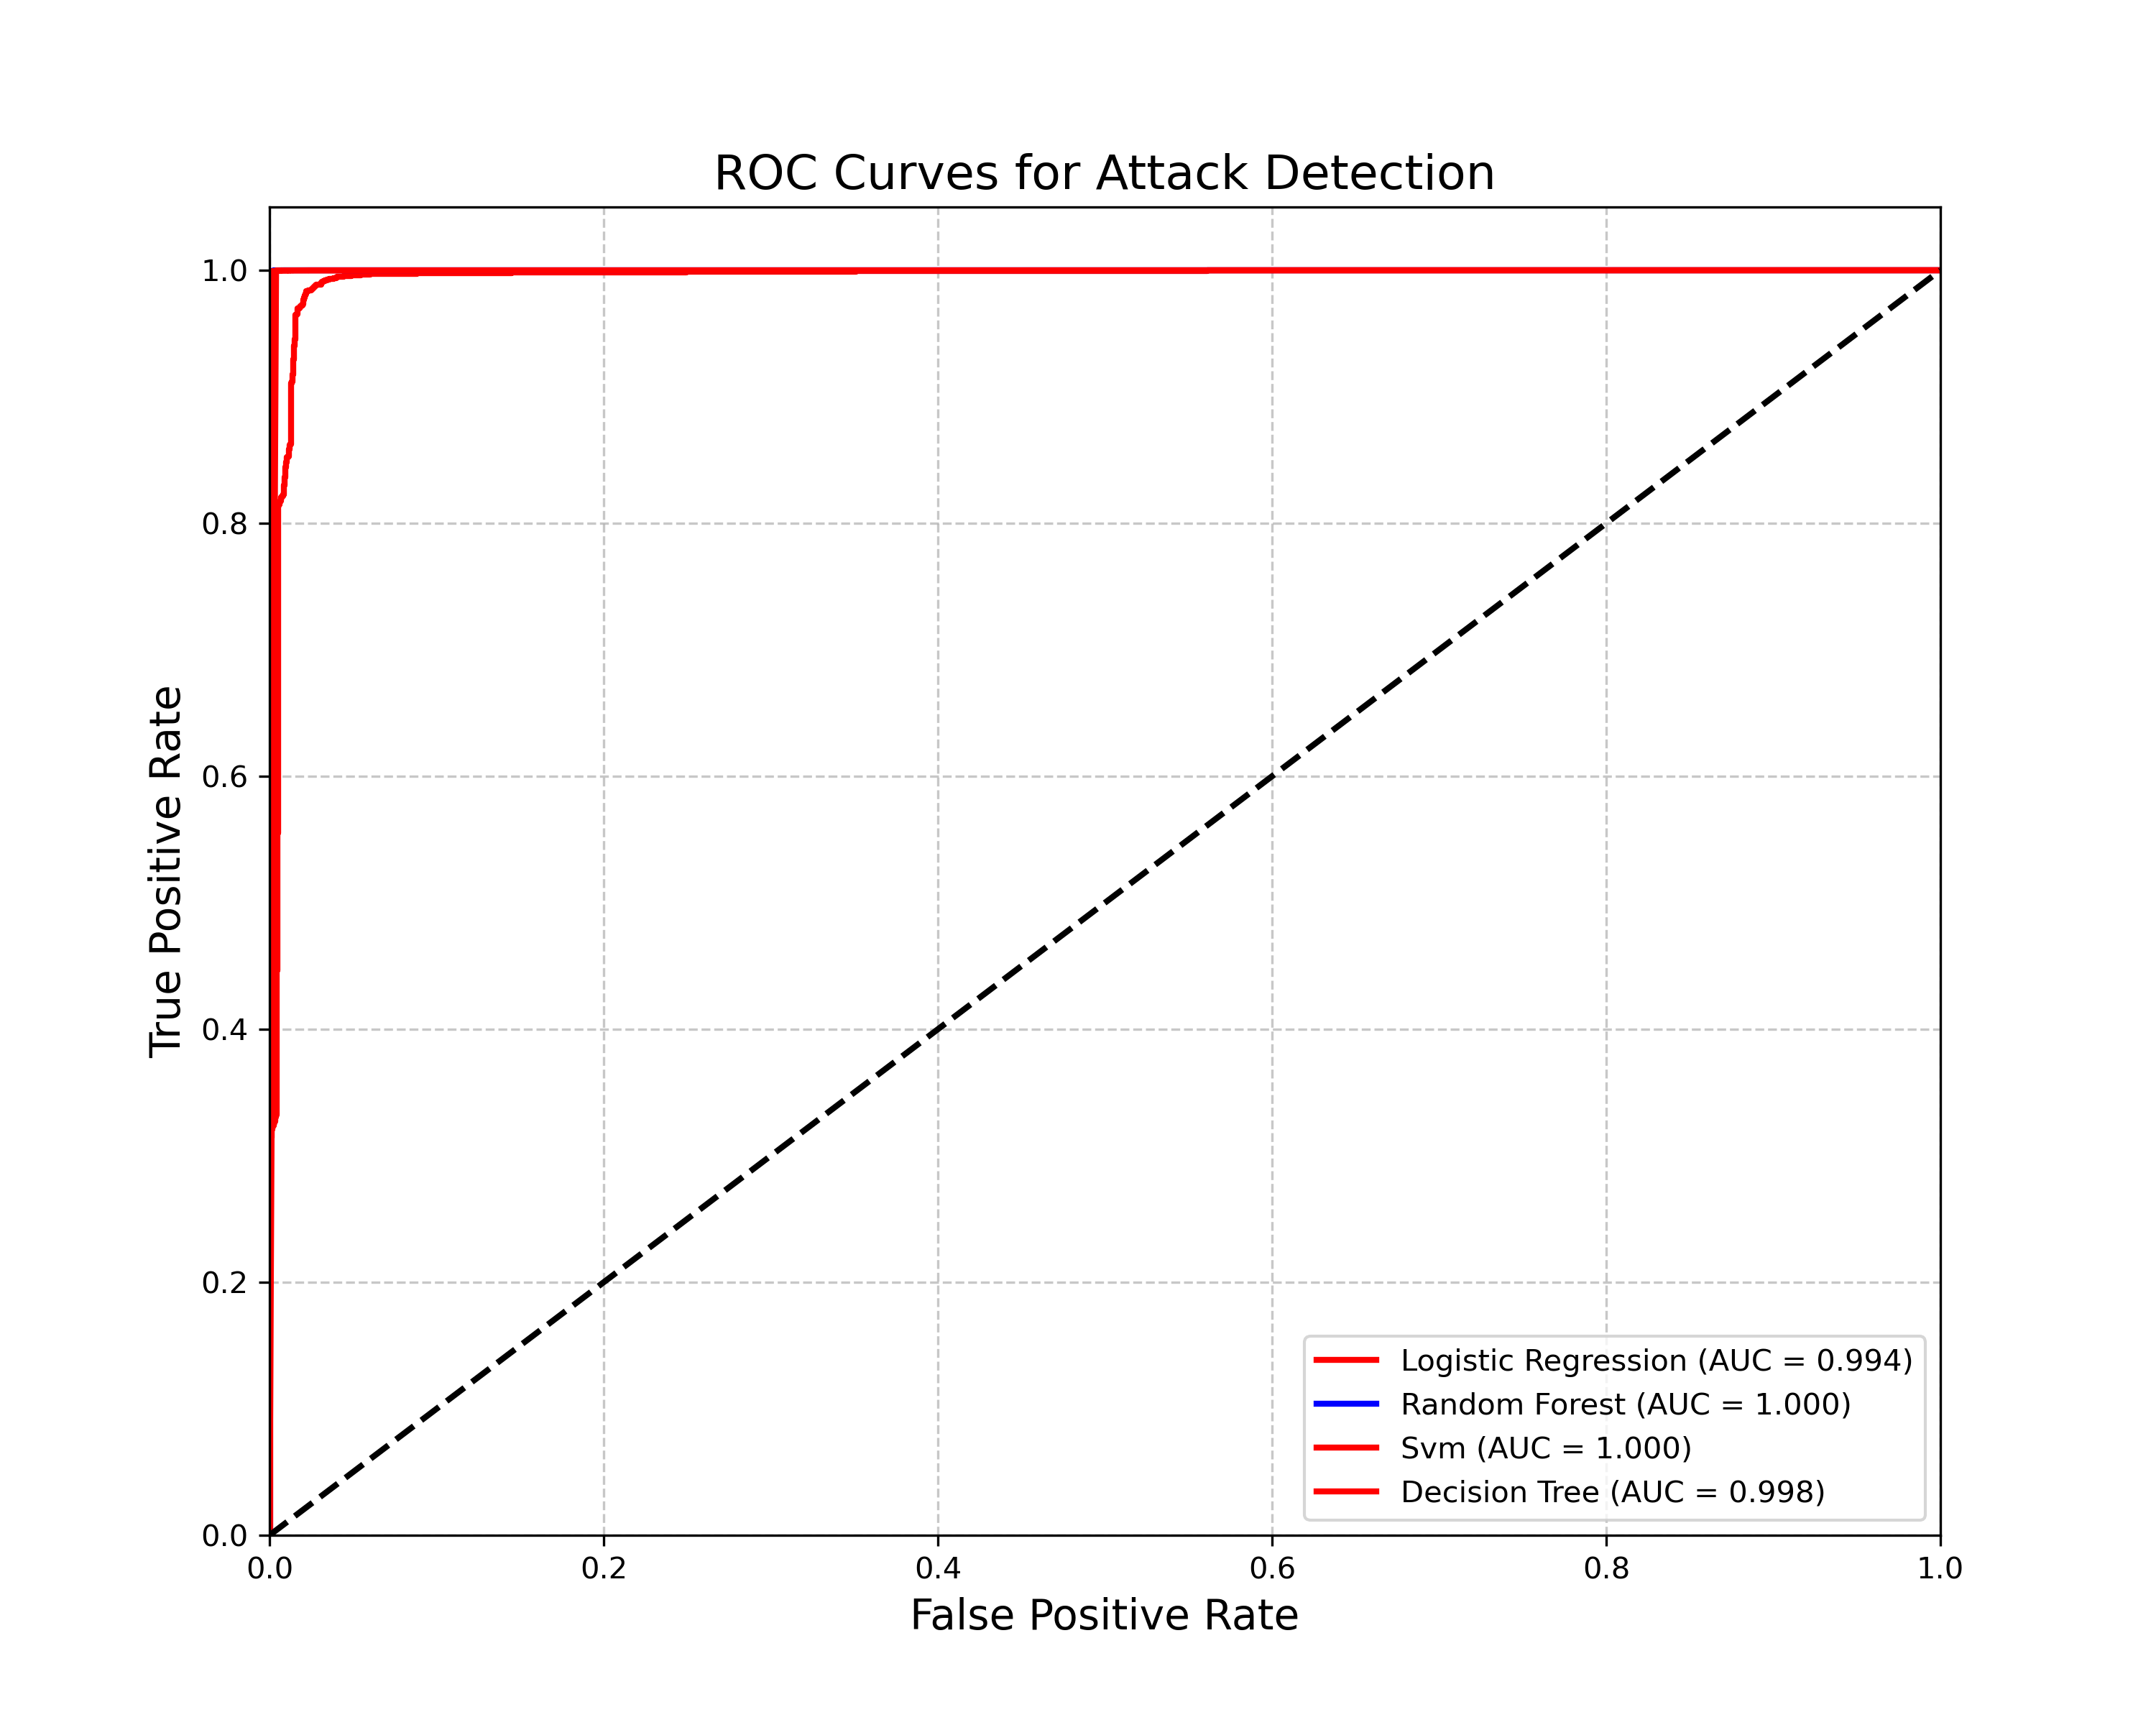 ROC Curves for Attack Detection
1.0
0.8
0.6
0.4
0.2
0.0
True Positive Rate
Logistic Regression (AUC = 0.994)
Random Forest (AUC = 1.000)
Svm (AUC = 1.000)
Decision Tree (AUC = 0.998)
0.0 0.2 0.4 0.6 0.8 1.0
False Positive Rate